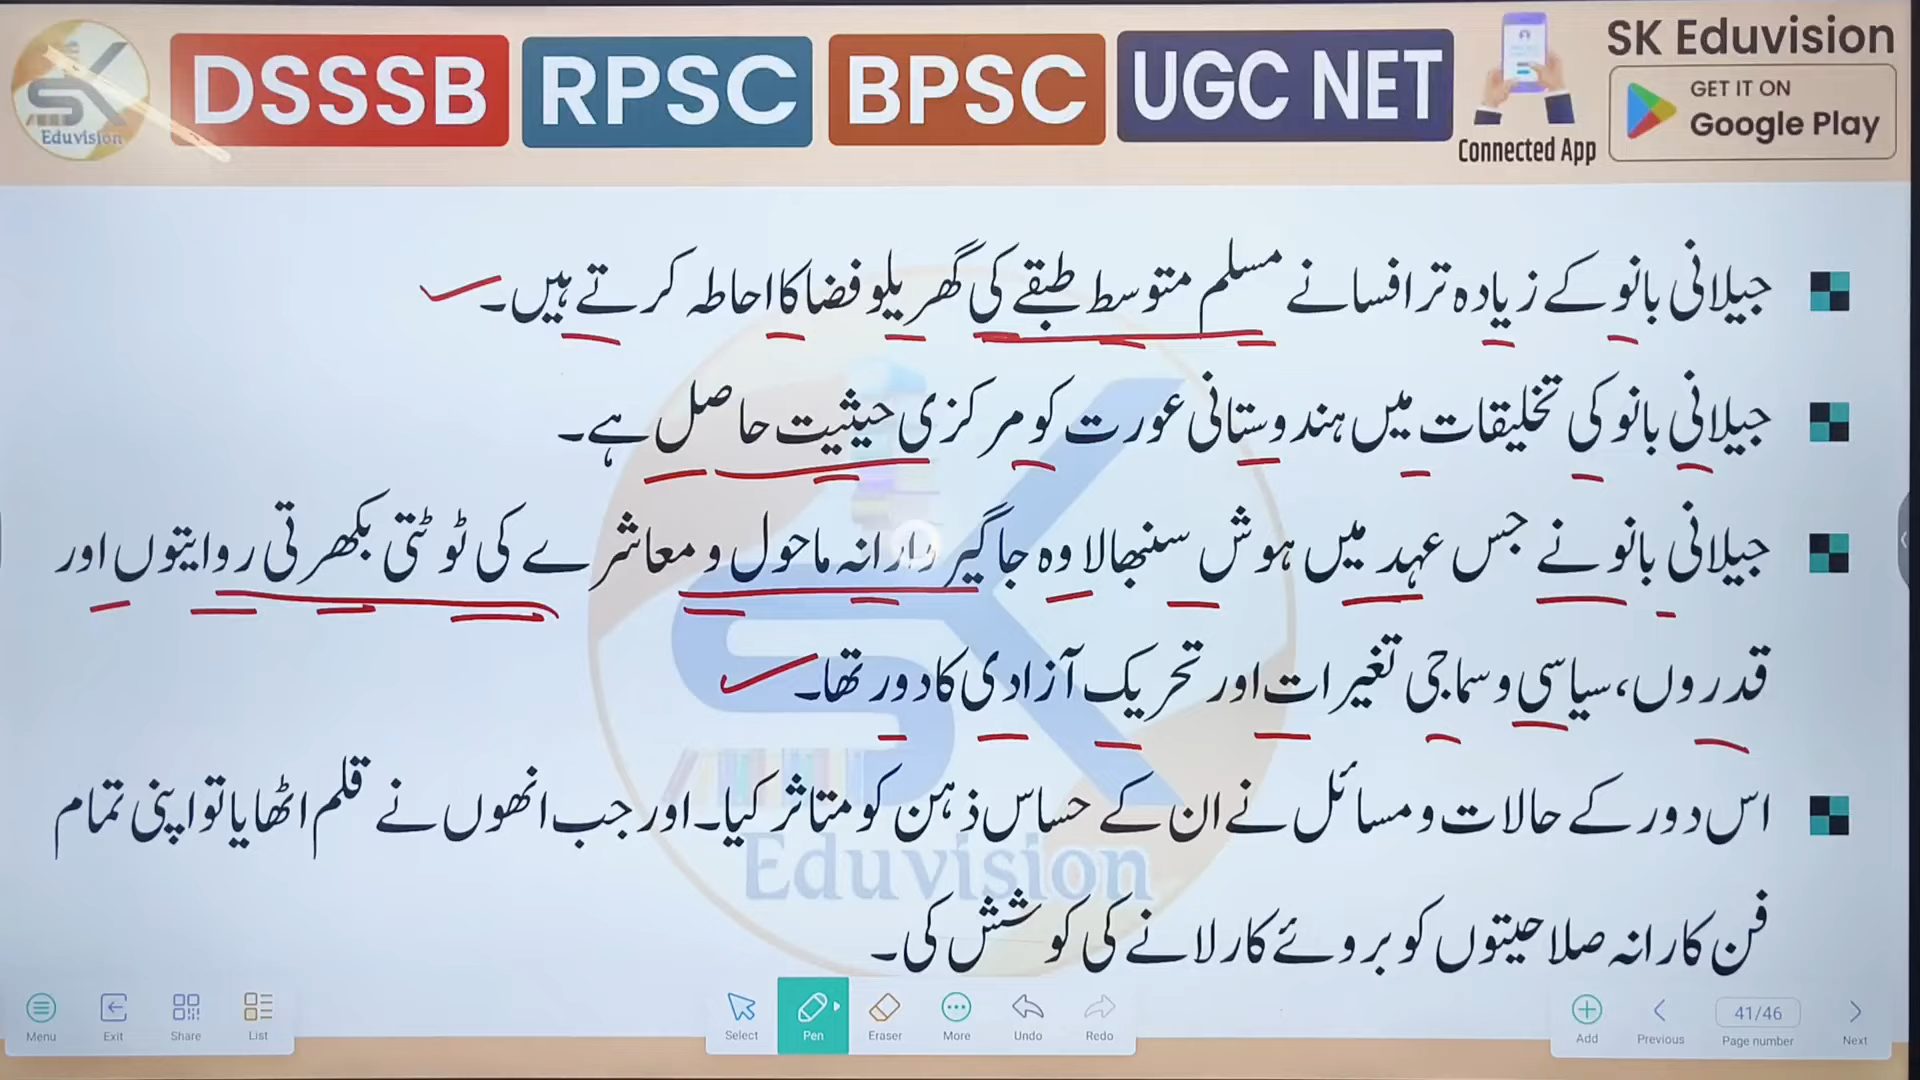 SK
Eduvision
DSSSB
RPSC
BPSC
UGC NET
Connected App
SK Eduvision
GET IT ON
Google Play
جیلانی بانو کے زیادہ تر افسانے مسلم متوسط طبقے کی گھریلو فضا کا احاطہ کرتے ہیں۔
جیلانی بانو کی تخلیقات میں ہندوستانی عورت کو مرکزی حیثیت حاصل ہے۔
جیلانی بانو نے جس عہد میں ہوش سنبھالا وہ جاگیر دارانہ ماحول و معاشرے کی ٹوٹتی بکھرتی روایتوں اور
قدروں، سیاسی و سماجی تغیرات اور تحریک آزادی کا دور تھا۔
اس دور کے حالات و مسائل نے ان کے حساس ذہن کو متاثر کیا۔ اور جب انھوں نے قلم اٹھایا تو اپنی تمام
فن کارانہ صلاحیتوں کو بروئے کار لانے کی کوشش کی۔
Eduvision
Menu
Exit
Share
List
Select
Pen
Eraser
More
Undo
Redo
Add
Previous
41/46
Page number
Next